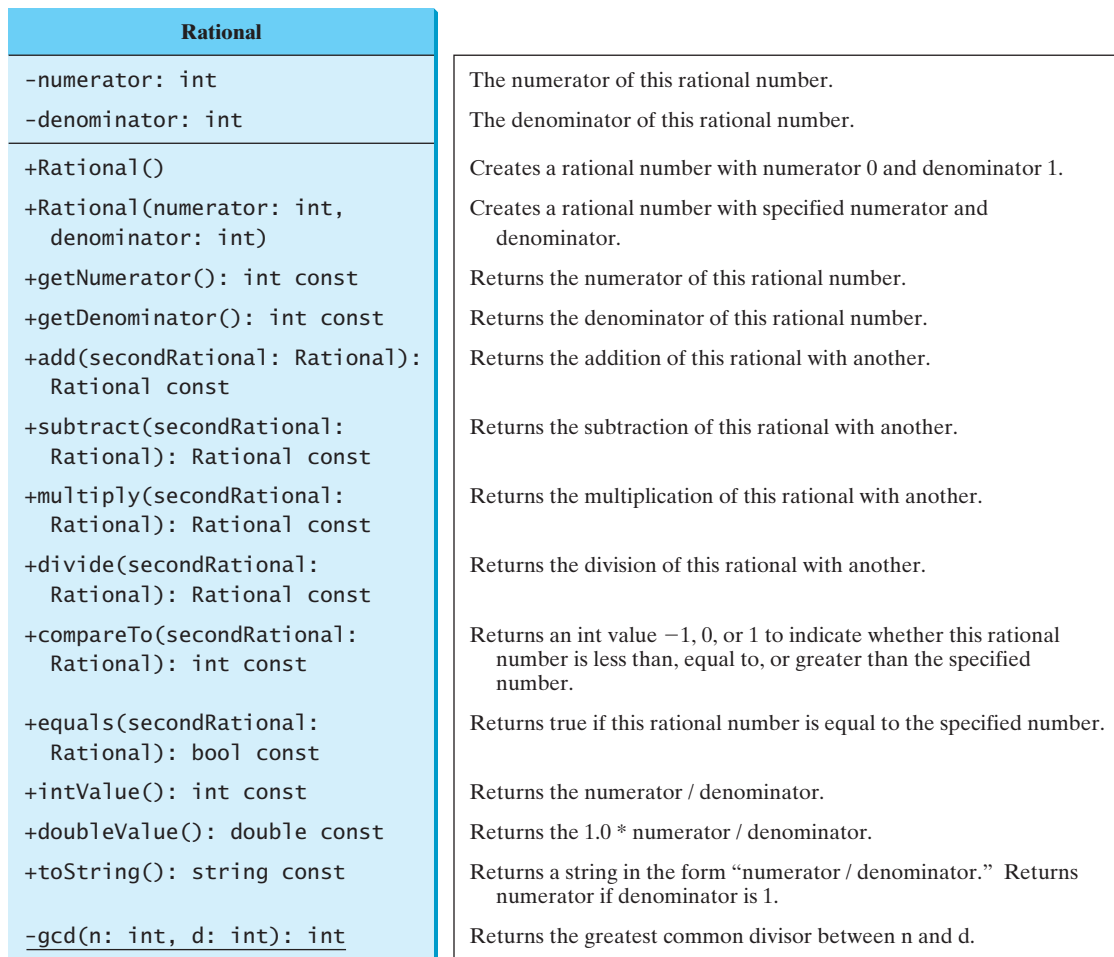 Rational
-numerator: int
The numerator of this rational number.
-denominator: int
The denominator of this rational number.
+Rational()
Creates a rational number with numerator 0 and denominator 1.
+Rational(numerator: int,
denominator: int)
Creates a rational number with specified numerator and
denominator.
+getNumerator(): int const
Returns the numerator of this rational number.
+getDenominator(): int const
Returns the denominator of this rational number.
+add(secondRational: Rational):
Rational const
Returns the addition of this rational with another.
+subtract(secondRational:
Rational): Rational const
Returns the subtraction of this rational with another.
+multiply(secondRational:
Rational): Rational const
Returns the multiplication of this rational with another.
+divide(secondRational:
Rational): Rational const
Returns the division of this rational with another.
+compareTo(secondRational:
Rational): int const
Returns an int value −1, 0, or 1 to indicate whether this rational
number is less than, equal to, or greater than the specified
number.
+equals(secondRational:
Rational): bool const
Returns true if this rational number is equal to the specified number.
+intValue(): int const
Returns the numerator / denominator.
+doubleValue(): double const
Returns the 1.0 * numerator / denominator.
+toString(): string const
Returns a string in the form “numerator / denominator.” Returns
numerator if denominator is 1.
-gcd(n: int, d: int): int
Returns the greatest common divisor between n and d.